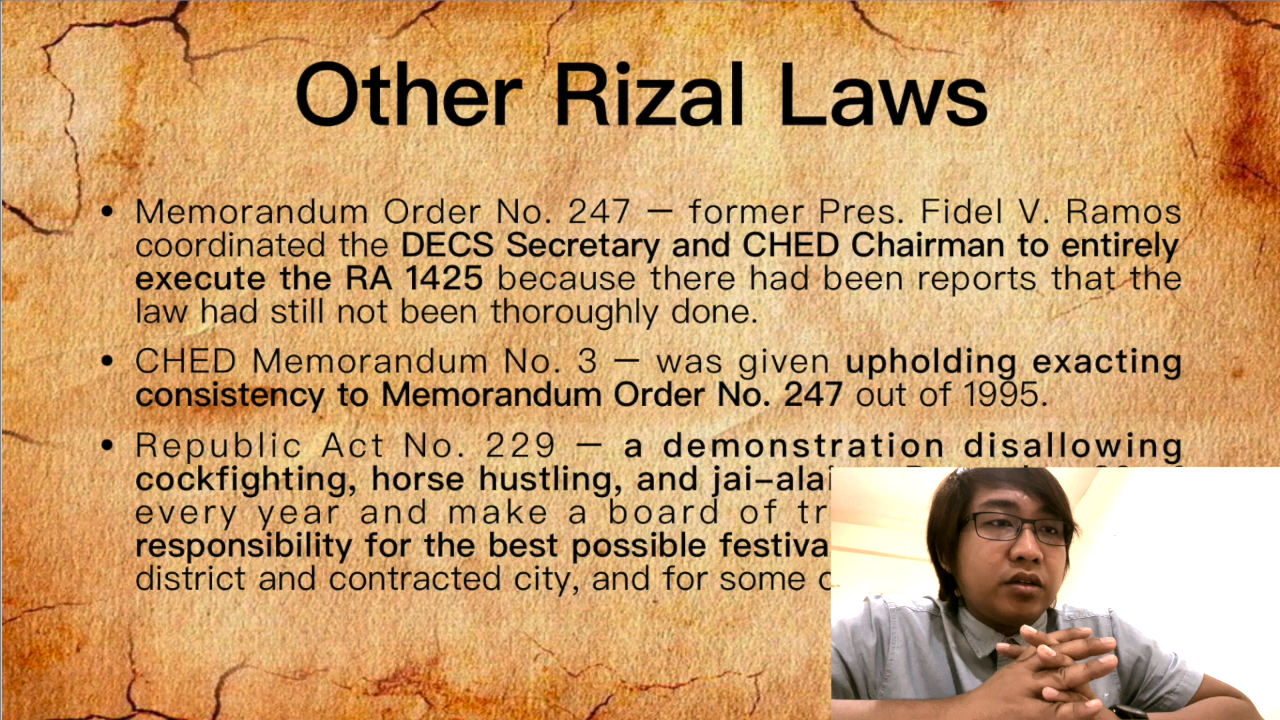 Other Rizal Laws
• Memorandum Order No. 247 – former Pres. Fidel V. Ramos
coordinated the DECS Secretary and CHED Chairman to entirely
execute the RA 1425 because there had been reports that the
law had still not been thoroughly done.
• CHED Memorandum No. 3 – was given upholding exacting
consistency to Memorandum Order No. 247 out of 1995.
• Republic Act No. 229 – a demonstration disallowing
cockfighting, horse hustling, and jai-alai
every year and make a board of
responsibility for the best possible
district and contracted city, and for some